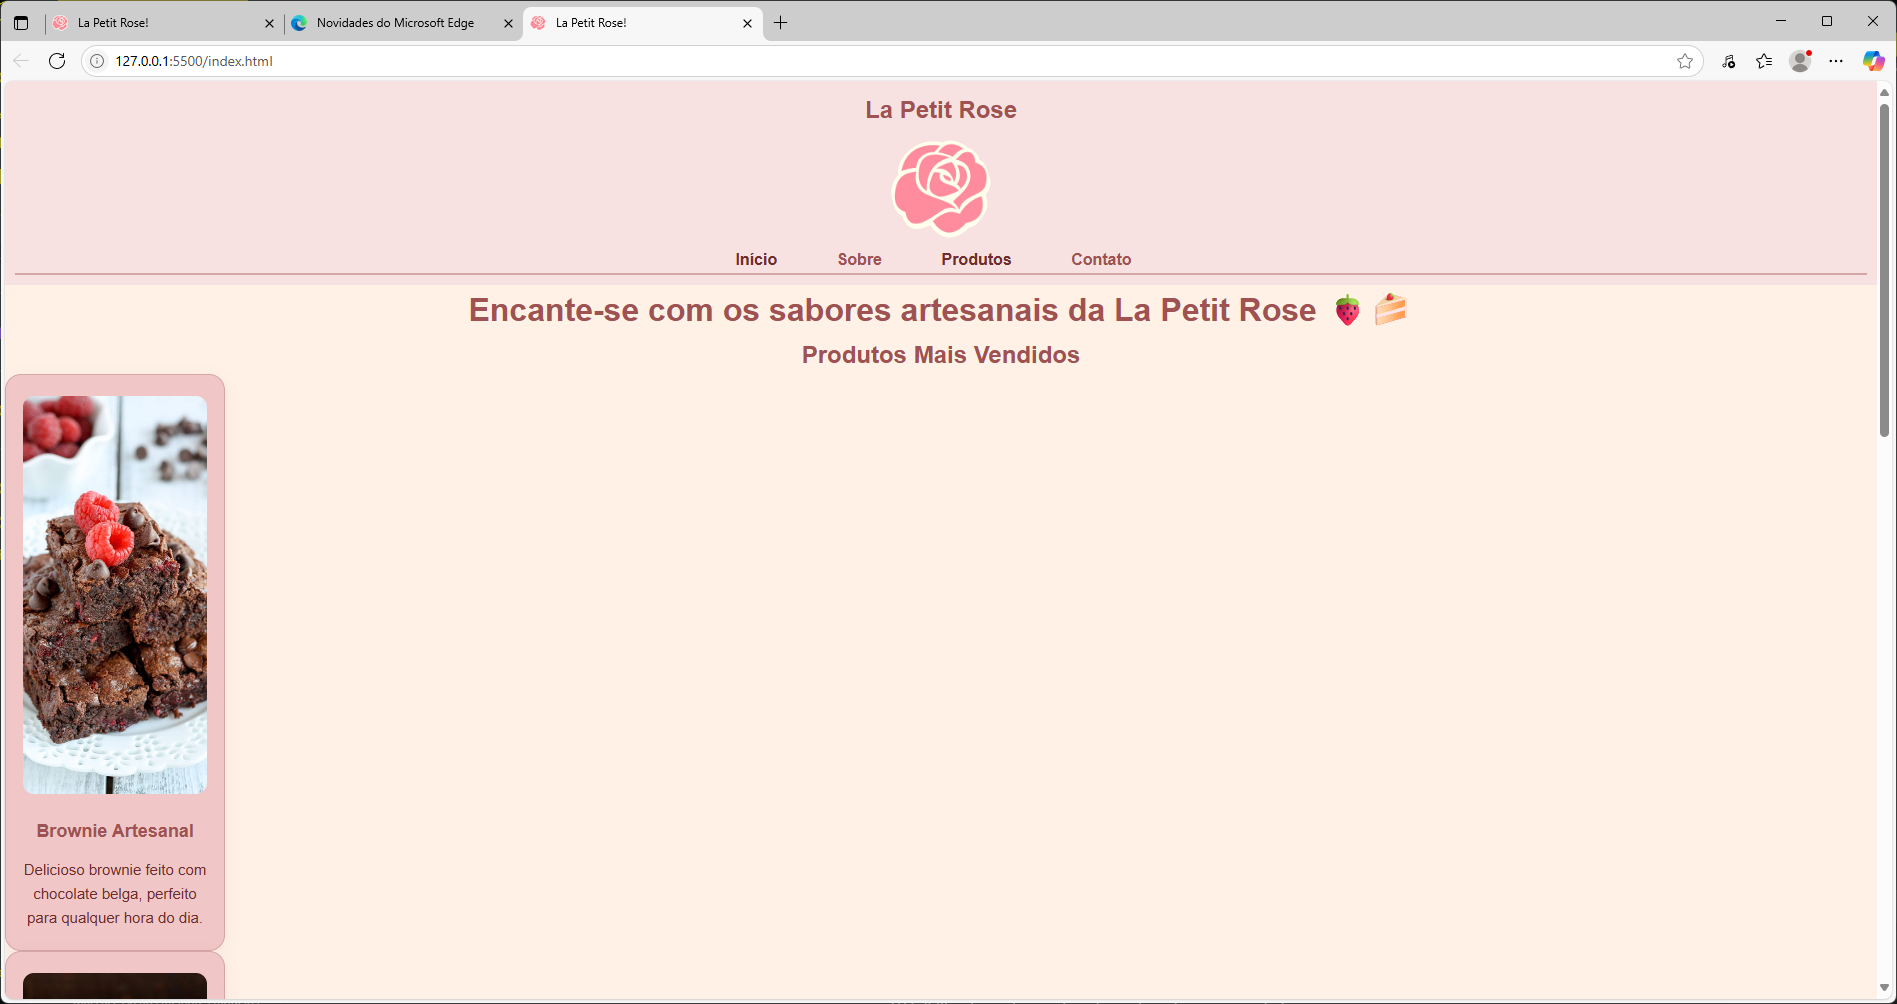 La Petit Rose!
Novidades do Microsoft Edge
La Petit Rose!
127.0.0.1:5500/index.html
La Petit Rose
Início Sobre Produtos Contato
Encante-se com os sabores artesanais da La Petit Rose 🍓🍰
Produtos Mais Vendidos
Brownie Artesanal
Delicioso brownie feito com
chocolate belga, perfeito
para qualquer hora do dia.